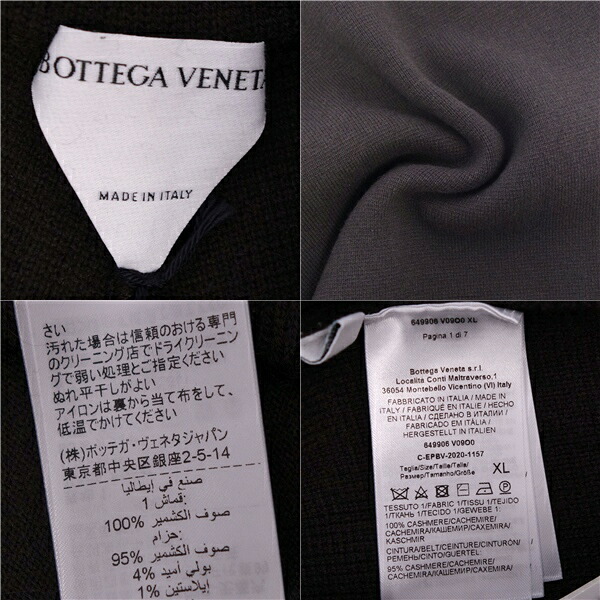 BOTTEGA VENETA
MADE IN ITALY
さい
汚れた場合は信頼のおける専門
のクリーニング店でドライクリーニン
グで弱い処理とご指定ください
ぬれ平干しがよい
アイロンは裏から当て布をして、
低温でかけてください
(株)ボッテガ・ヴェネタジャパン
東京都中央区銀座2-5-14
صنع في إيطاليا
قماش 1:
صوف الكشمير 100%
حزام:
صوف الكشمير 95%
بولي أميد 4%
إيلاستين 1%
649906 V09O0 XL
Pagina 1 di 7
Bottega Veneta s.r.l.
Località Conti Maltraverso,1
36054 Montebello Vicentino (VI) Italy
FABBRICATO IN ITALIA / MADE IN
ITALY / FABRIQUÉ EN ITALIE / HECHO
EN ITALIA / СДЕЛАНО В ИТАЛИИ /
FABRICADO EM ITÁLIA /
HERGESTELLT IN ITALIEN
649906 V09O0
C-EPBV-2020-1157
Taglia/Size/Taille/Talla/
Размер/Tamanho/Größe
XL
TESSUTO 1/FABRIC 1/TISSU 1/TEJIDO
1/ТКАНЬ 1/TECIDO 1/GEWEBE 1:
100% CASHMERE/CACHEMIRE/
CACHEMIRA/КАШЕМИР/CAXEMIRA/
KASCHMIR
CINTURA/BELT/CEINTURE/CINTURÓN/
РЕМЕНЬ/CINTO/GUERTEL:
95% CASHMERE/CACHEMIRE/
CACHEMIRA/КАШЕМИР/CAXEMIRA/